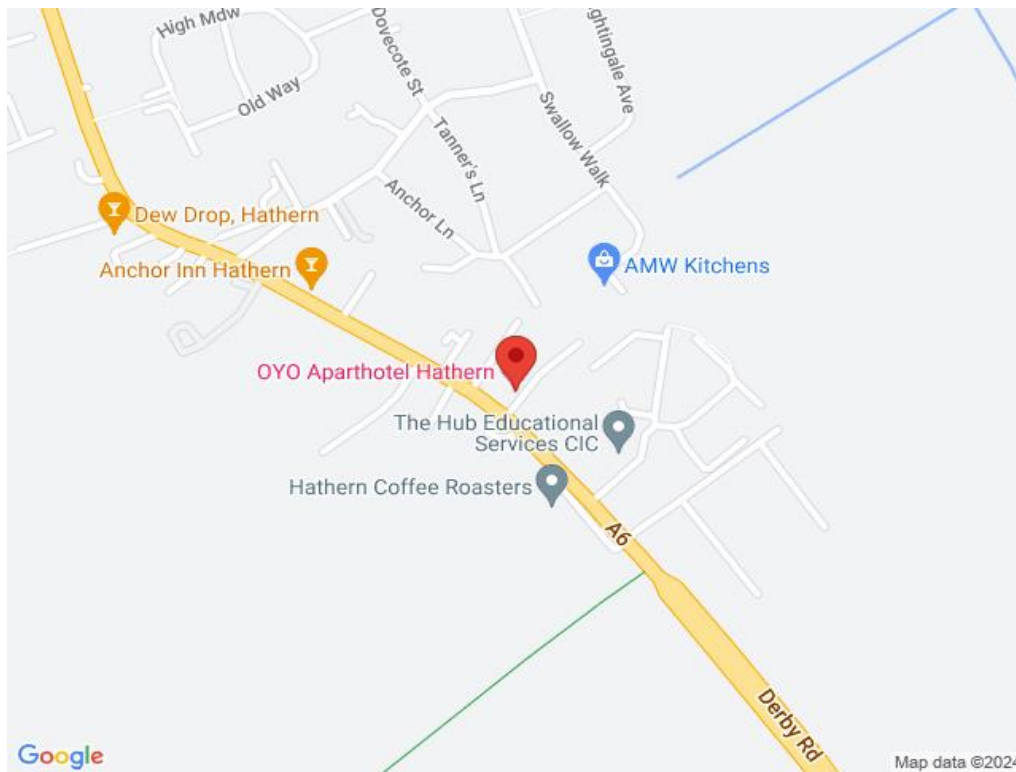 High Mdw
Old Way
Dovecote St
Tanner's Ln
Swallow Walk
Anchor Ln
Dew Drop, Hathern
Anchor Inn Hathern
AMW Kitchens
OYO Aparthotel Hathern
The Hub Educational
Services CIC
Hathern Coffee Roasters
A6
Derby Rd
Google
Map data ©2024